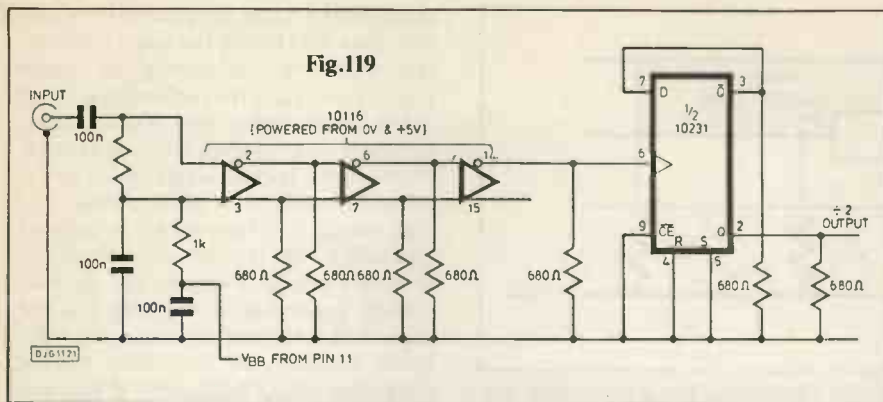 Fig.119
INPUT
100n
10116
(POWERED FROM 0V & +5V)
7 D Q̅ 3
½
10231
2 6
6
3 7 15
÷2
OUTPUT
9 C̅E̅ R S Q 2
4 5
1k
100n
680Ω 680Ω 680Ω 680Ω 680Ω 680Ω 680Ω
100n
VBB FROM PIN 11